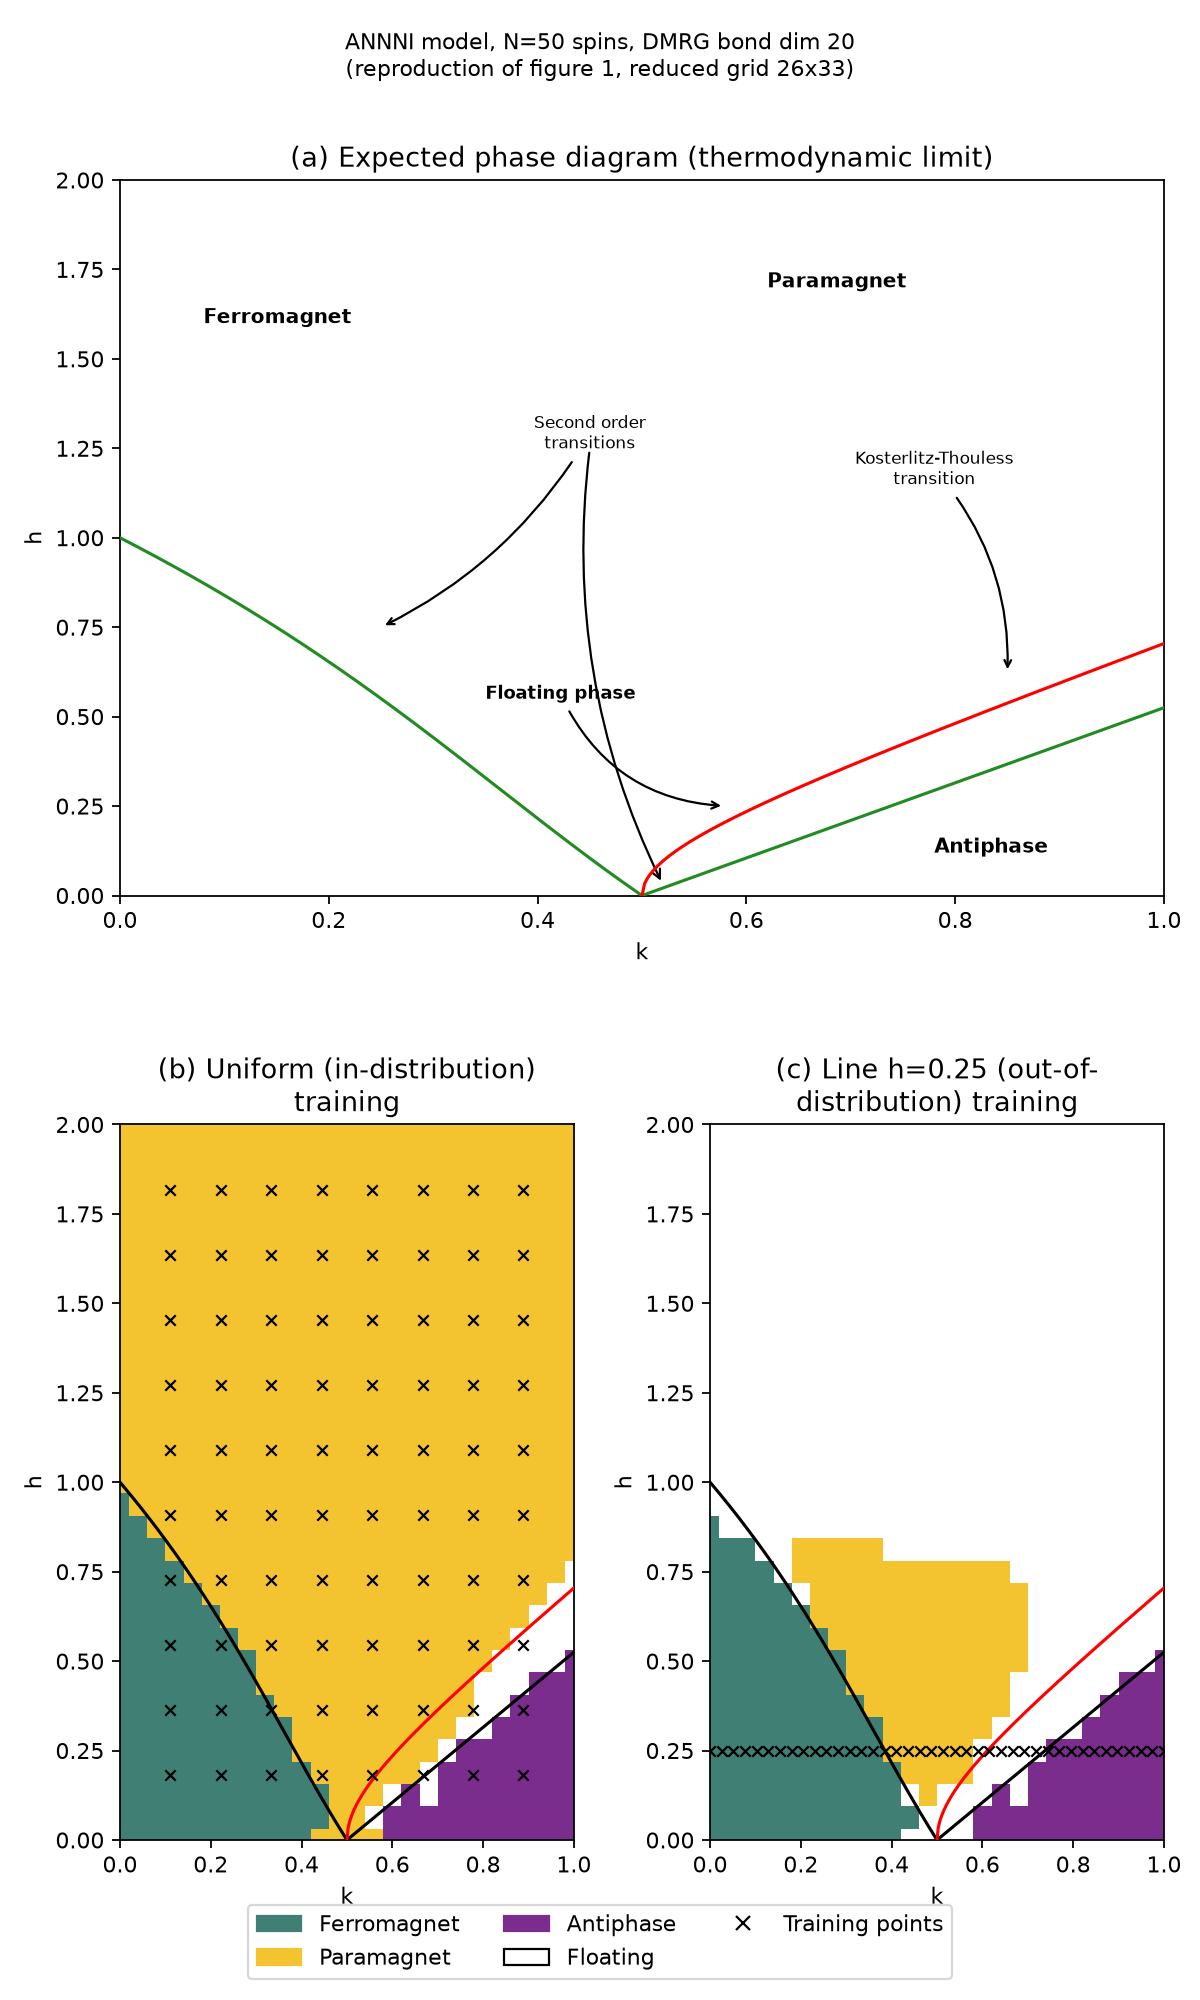 ANNNI model, N=50 spins, DMRG bond dim 20
(reproduction of figure 1, reduced grid 26x33)
(a) Expected phase diagram (thermodynamic limit)
2.00
1.75
1.50
1.25
1.00
0.75
0.50
0.25
0.00
h
Ferromagnet
Paramagnet
Second order
transitions
Kosterlitz-Thouless
transition
Floating phase
Antiphase
0.0
0.2
0.4
0.6
0.8
1.0
k
(b) Uniform (in-distribution)
training
2.00
1.75
1.50
1.25
1.00
0.75
0.50
0.25
0.00
h
0.0
0.2
0.4
0.6
0.8
1.0
k
(c) Line h=0.25 (out-of-
distribution) training
2.00
1.75
1.50
1.25
1.00
0.75
0.50
0.25
0.00
h
0.0
0.2
0.4
0.6
0.8
1.0
k
Ferromagnet
Paramagnet
Antiphase
Floating
Training points